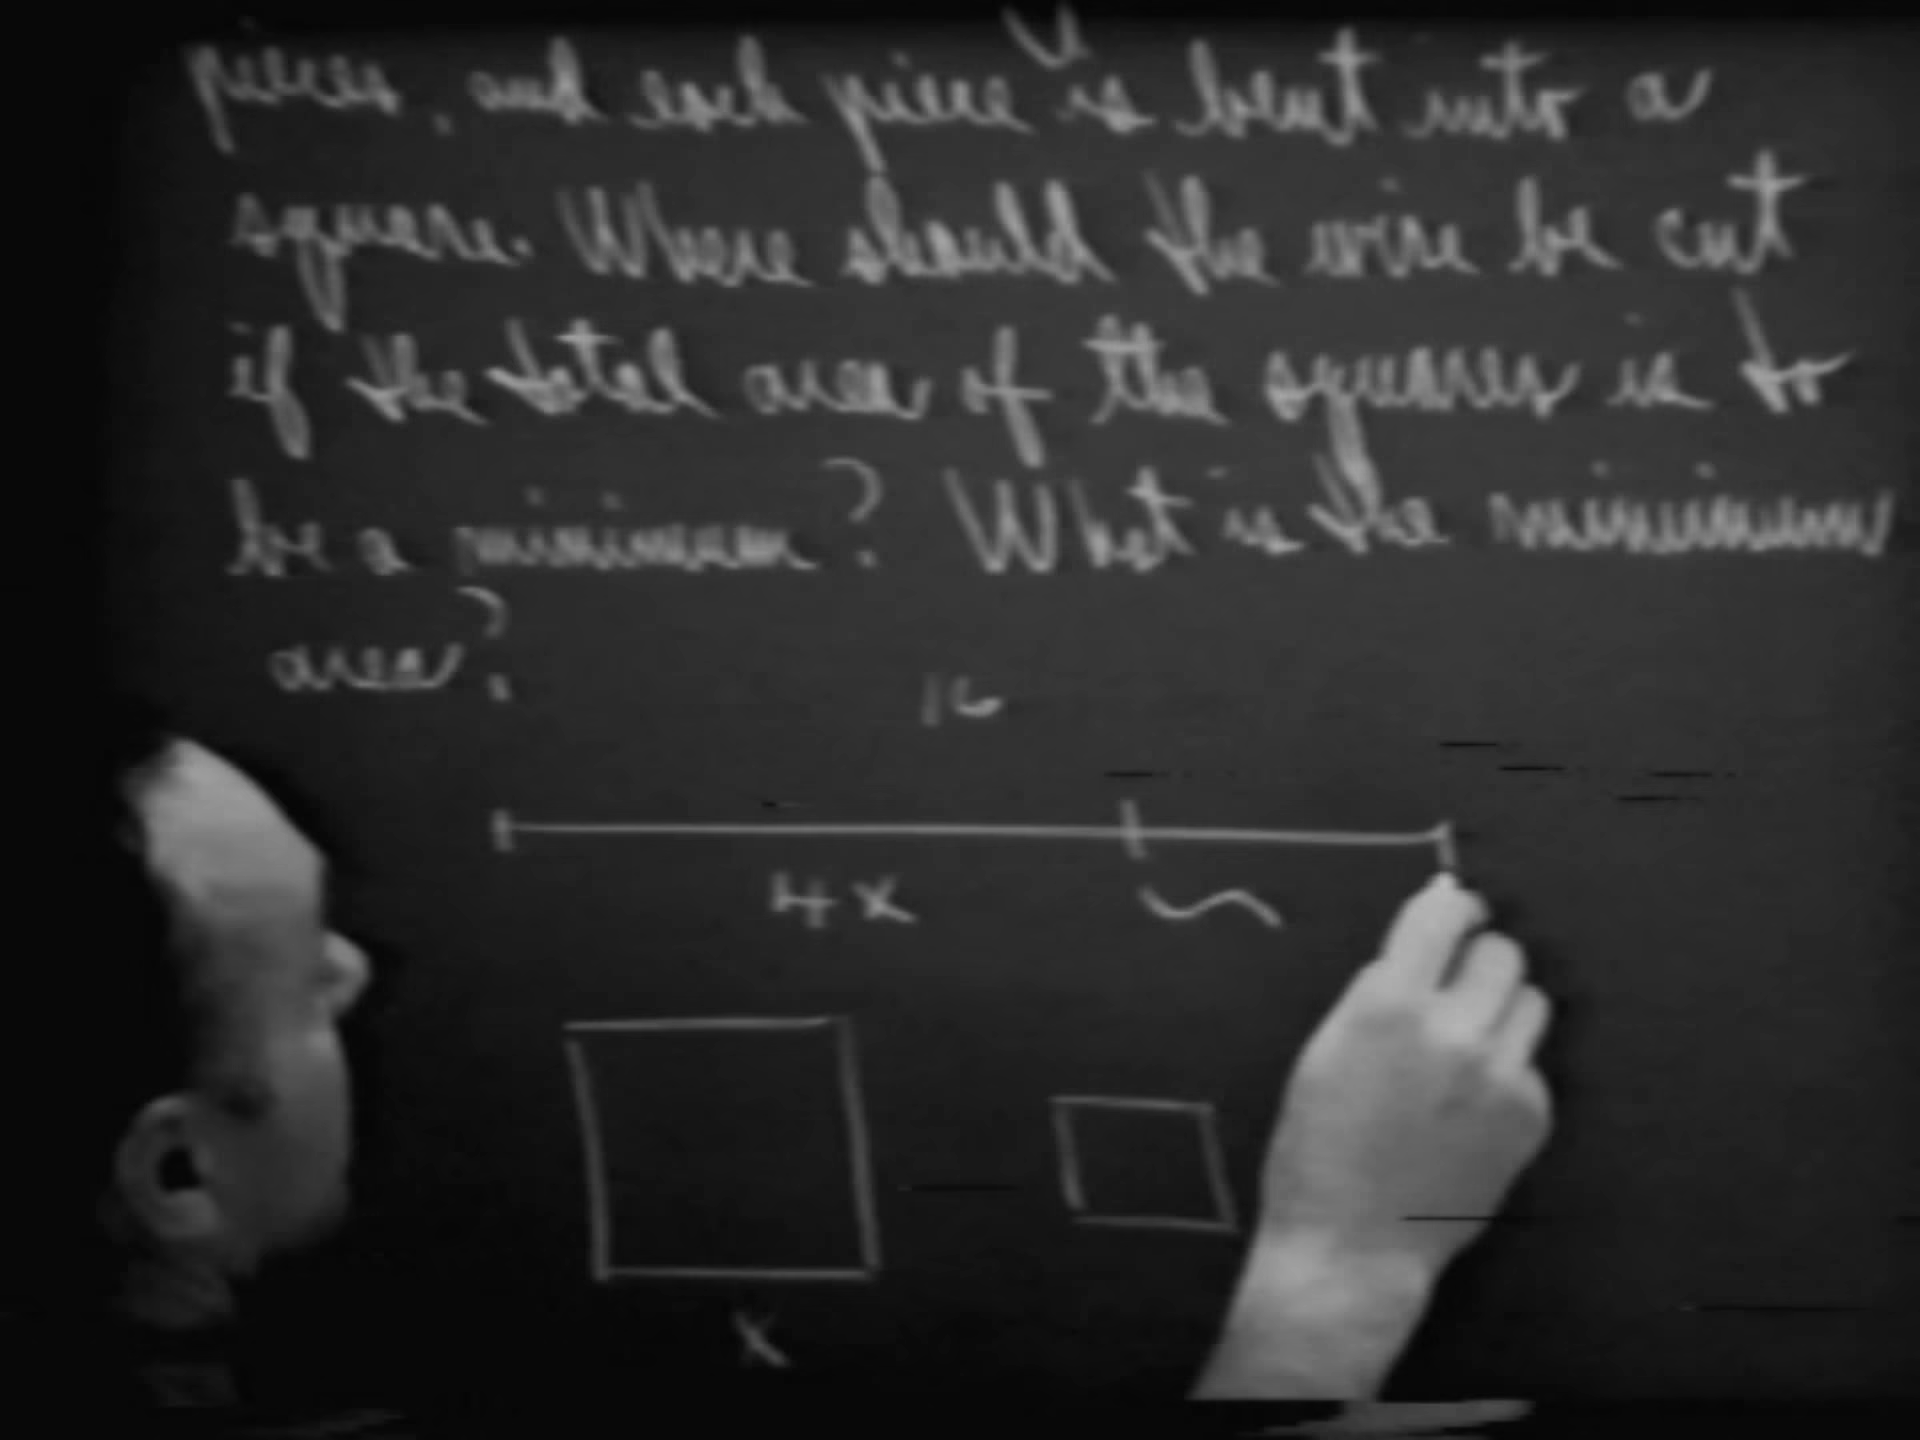 pieces, and each piece is bent into a
square. Where should the wire be cut
if the total area of the squares is to
be a minimum? What is the minimum
area?
16
4x
x